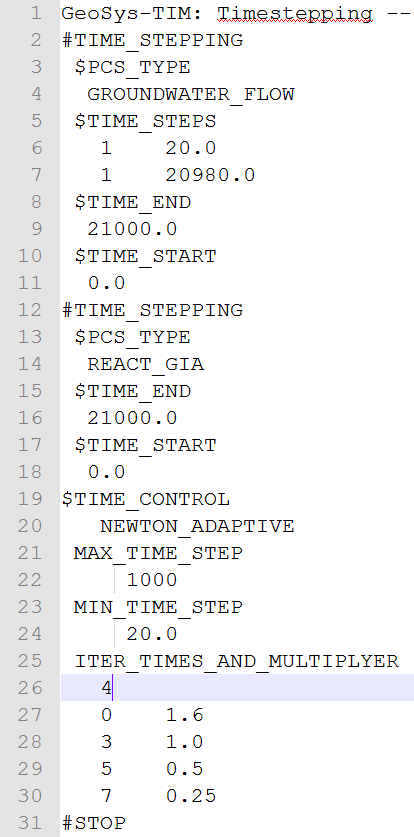 1 GeoSys-TIM: Timestepping --
2 #TIME_STEPPING
3 $PCS_TYPE
4 GROUNDWATER_FLOW
5 $TIME_STEPS
6 1 20.0
7 1 20980.0
8 $TIME_END
9 21000.0
10 $TIME_START
11 0.0
12 #TIME_STEPPING
13 $PCS_TYPE
14 REACT_GIA
15 $TIME_END
16 21000.0
17 $TIME_START
18 0.0
19 $TIME_CONTROL
20 NEWTON_ADAPTIVE
21 MAX_TIME_STEP
22 1000
23 MIN_TIME_STEP
24 20.0
25 ITER_TIMES_AND_MULTIPLYER
26 4
27 0 1.6
28 3 1.0
29 5 0.5
30 7 0.25
31 #STOP